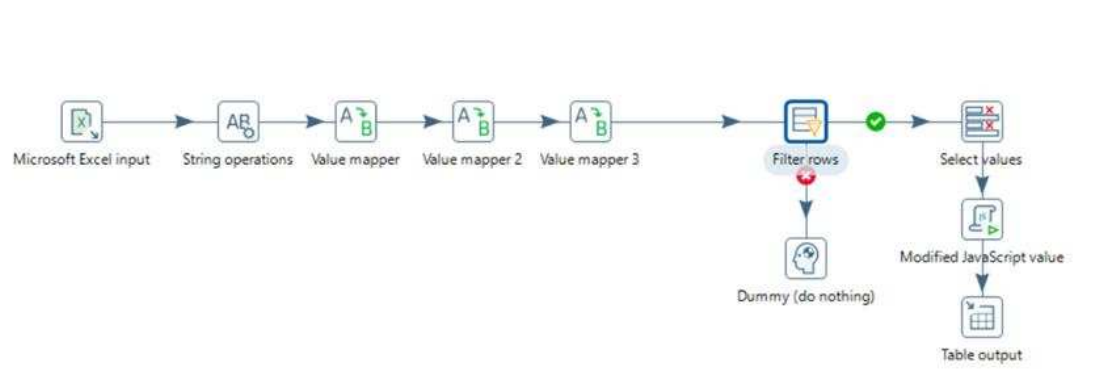 Microsoft Excel input
String operations
Value mapper
Value mapper 2
Value mapper 3
Filter rows
Select values
Modified JavaScript value
Dummy (do nothing)
Table output